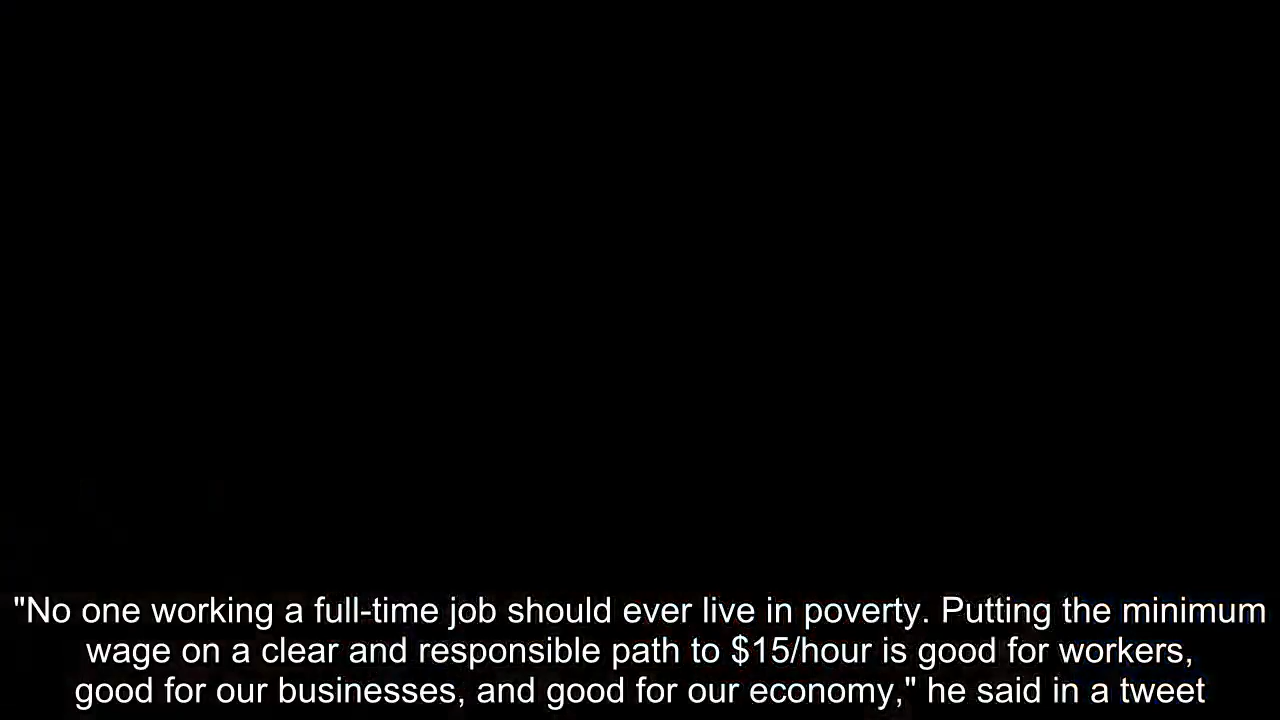 "No one working a full-time job should ever live in poverty. Putting the minimum
wage on a clear and responsible path to $15/hour is good for workers,
good for our businesses, and good for our economy," he said in a tweet